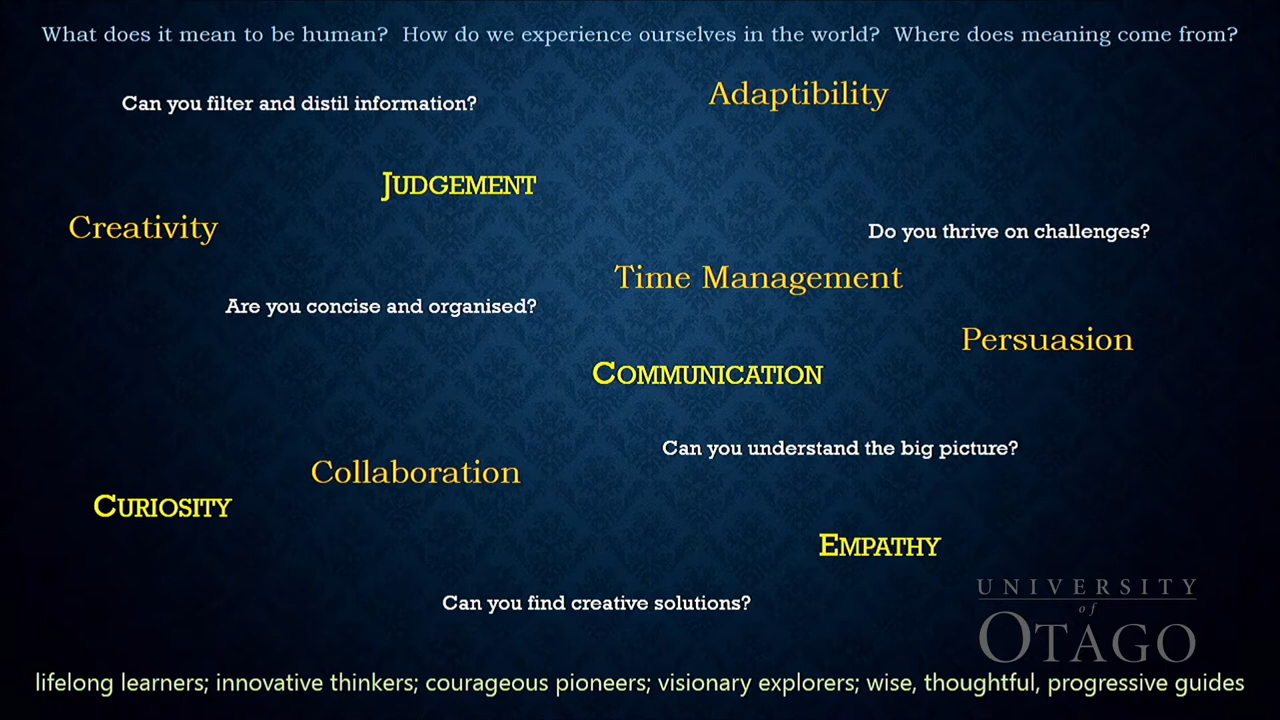 What does it mean to be human? How do we experience ourselves in the world? Where does meaning come from?
Adaptibility
Can you filter and distil information?
JUDGEMENT
Creativity
Do you thrive on challenges?
Time Management
Are you concise and organised?
Persuasion
COMMUNICATION
Can you understand the big picture?
Collaboration
CURIOSITY
EMPATHY
Can you find creative solutions?
UNIVERSITY
of
OTAGO
lifelong learners; innovative thinkers; courageous pioneers; visionary explorers; wise, thoughtful, progressive guides